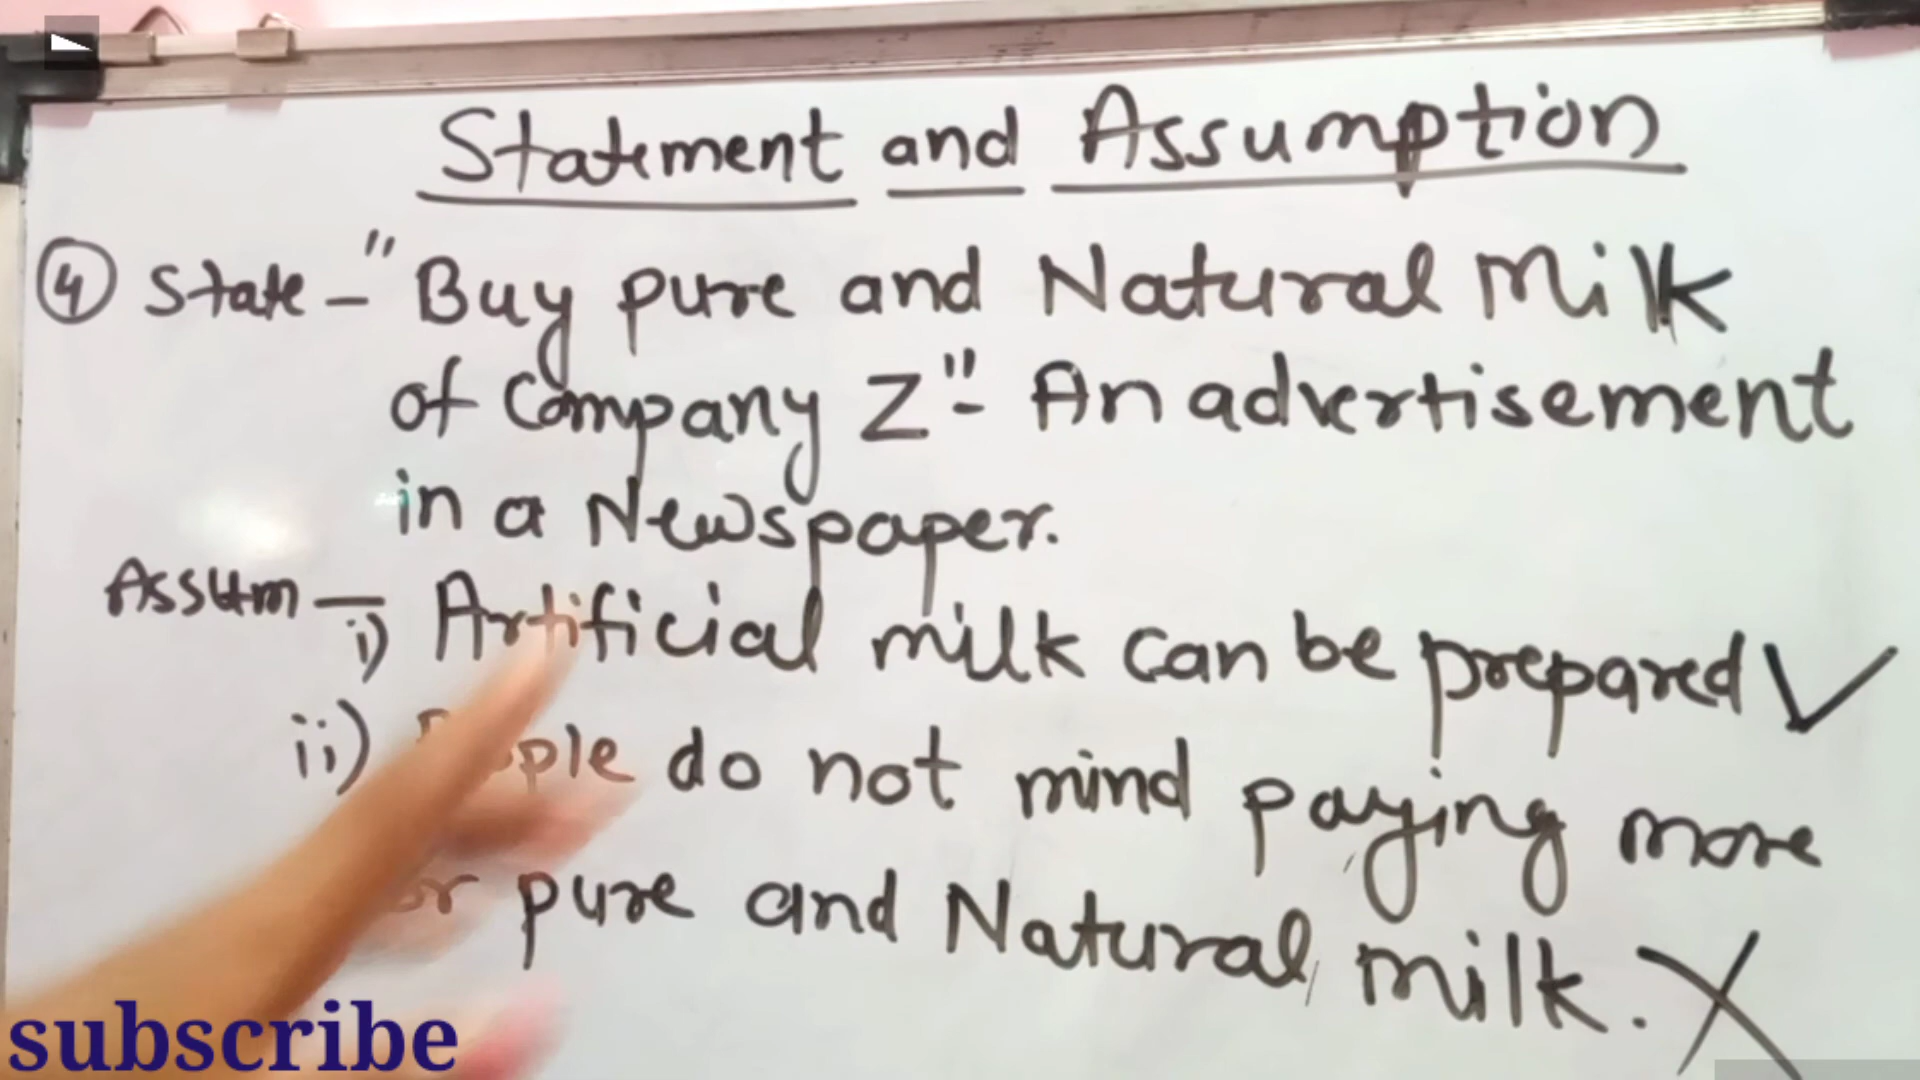 Statement and Assumption
④ State - "Buy pure and Natural Milk
of Company Z" - An advertisement
in a Newspaper.
Assum -
i) Artificial milk can be prepared ✓
ii) People do not mind paying more
pure and Natural milk. X
subscribe